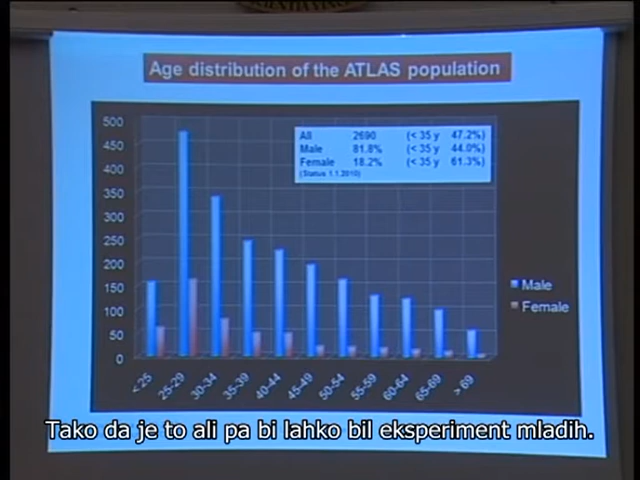 Age distribution of the ATLAS population
500
450
400
350
300
250
200
150
100
50
0
All 2690 (< 35 y 47.2%)
Male 81.8% (< 35 y 44.0%)
Female 18.2% (< 35 y 61.3%)
(Status 1.1.2010)
Male
Female
< 25
25-29
30-34
35-39
40-44
45-49
50-54
55-59
60-64
65-69
> 69
Tako da je to ali pa bi lahko bil eksperiment mladih.